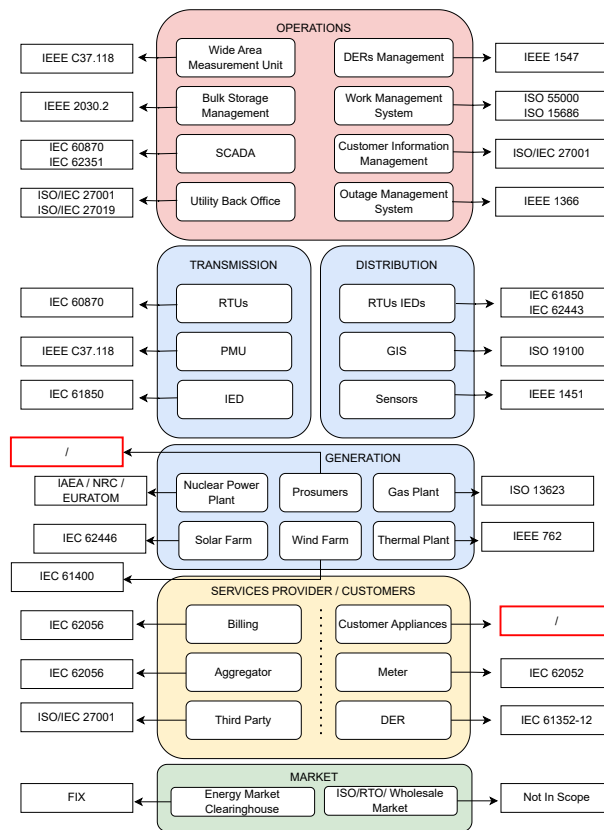 OPERATIONS
IEEE C37.118
Wide Area
Measurement Unit
DERs Management
IEEE 1547
IEEE 2030.2
Bulk Storage
Management
Work Management
System
ISO 55000
ISO 15686
IEC 60870
IEC 62351
SCADA
Customer Information
Management
ISO/IEC 27001
ISO/IEC 27001
ISO/IEC 27019
Utility Back Office
Outage Management
System
IEEE 1366
TRANSMISSION
DISTRIBUTION
IEC 60870
RTUs
RTUs IEDs
IEC 61850
IEC 62443
IEEE C37.118
PMU
GIS
ISO 19100
IEC 61850
IED
Sensors
IEEE 1451
/
GENERATION
IAEA / NRC /
EURATOM
Nuclear Power
Plant
Prosumers
Gas Plant
ISO 13623
IEC 62446
Solar Farm
Wind Farm
Thermal Plant
IEEE 762
IEC 61400
SERVICES PROVIDER / CUSTOMERS
IEC 62056
Billing
Customer Appliances
/
IEC 62056
Aggregator
Meter
IEC 62052
ISO/IEC 27001
Third Party
DER
IEC 61352-12
MARKET
FIX
Energy Market
Clearinghouse
ISO/RTO/ Wholesale
Market
Not In Scope